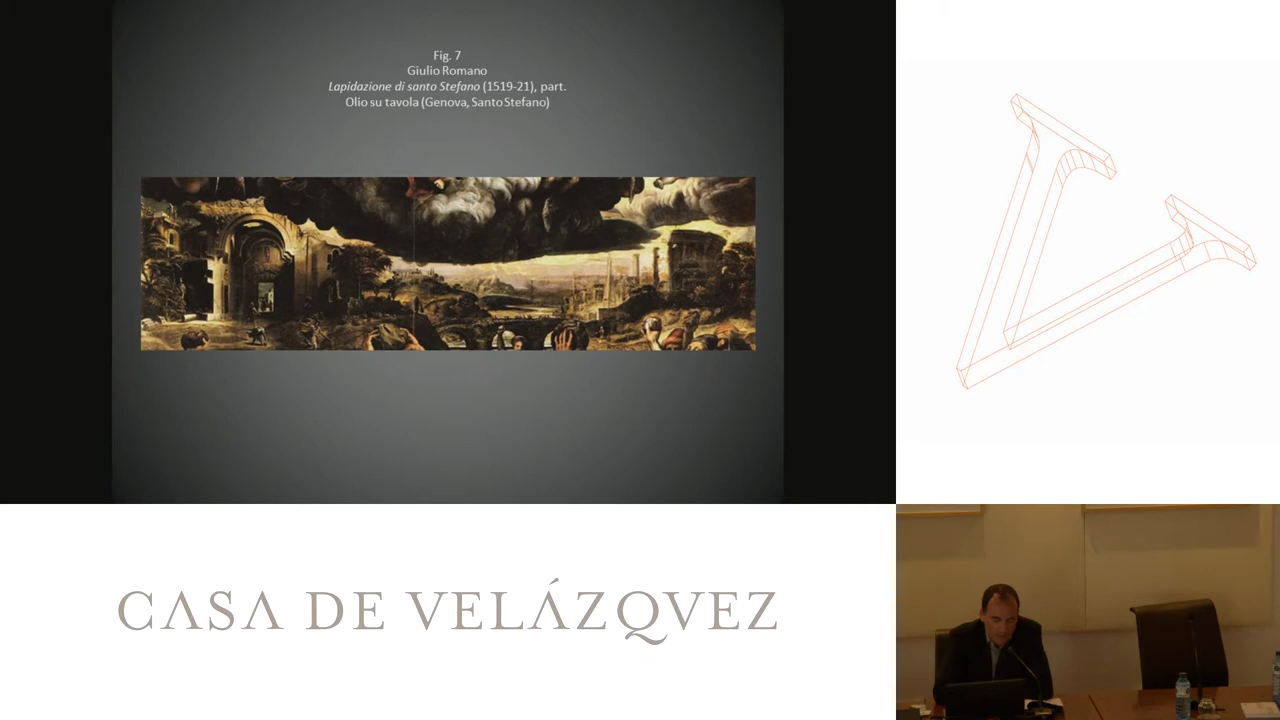 Fig. 7
Giulio Romano
Lapidazione di santo Stefano (1519-21), part.
Olio su tavola (Genova, Santo Stefano)
CASA DE VELÁZQVEZ